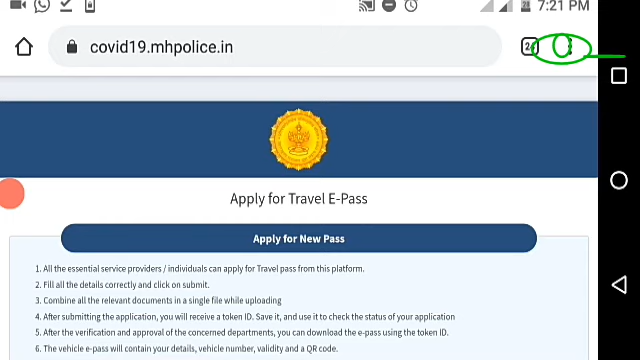 7:21 PM
covid19.mhpolice.in
Apply for Travel E-Pass
Apply for New Pass
1. All the essential service providers / individuals can apply for Travel pass from this platform.
2. Fill all the details correctly and click on submit.
3. Combine all the relevant documents in a single file while uploading
4. After submitting the application, you will receive a token ID. Save it, and use it to check the status of your application
5. After the verification and approval of the concerned departments, you can download the e-pass using the token ID.
6. The vehicle e-pass will contain your details, vehicle number, validity and a QR code.